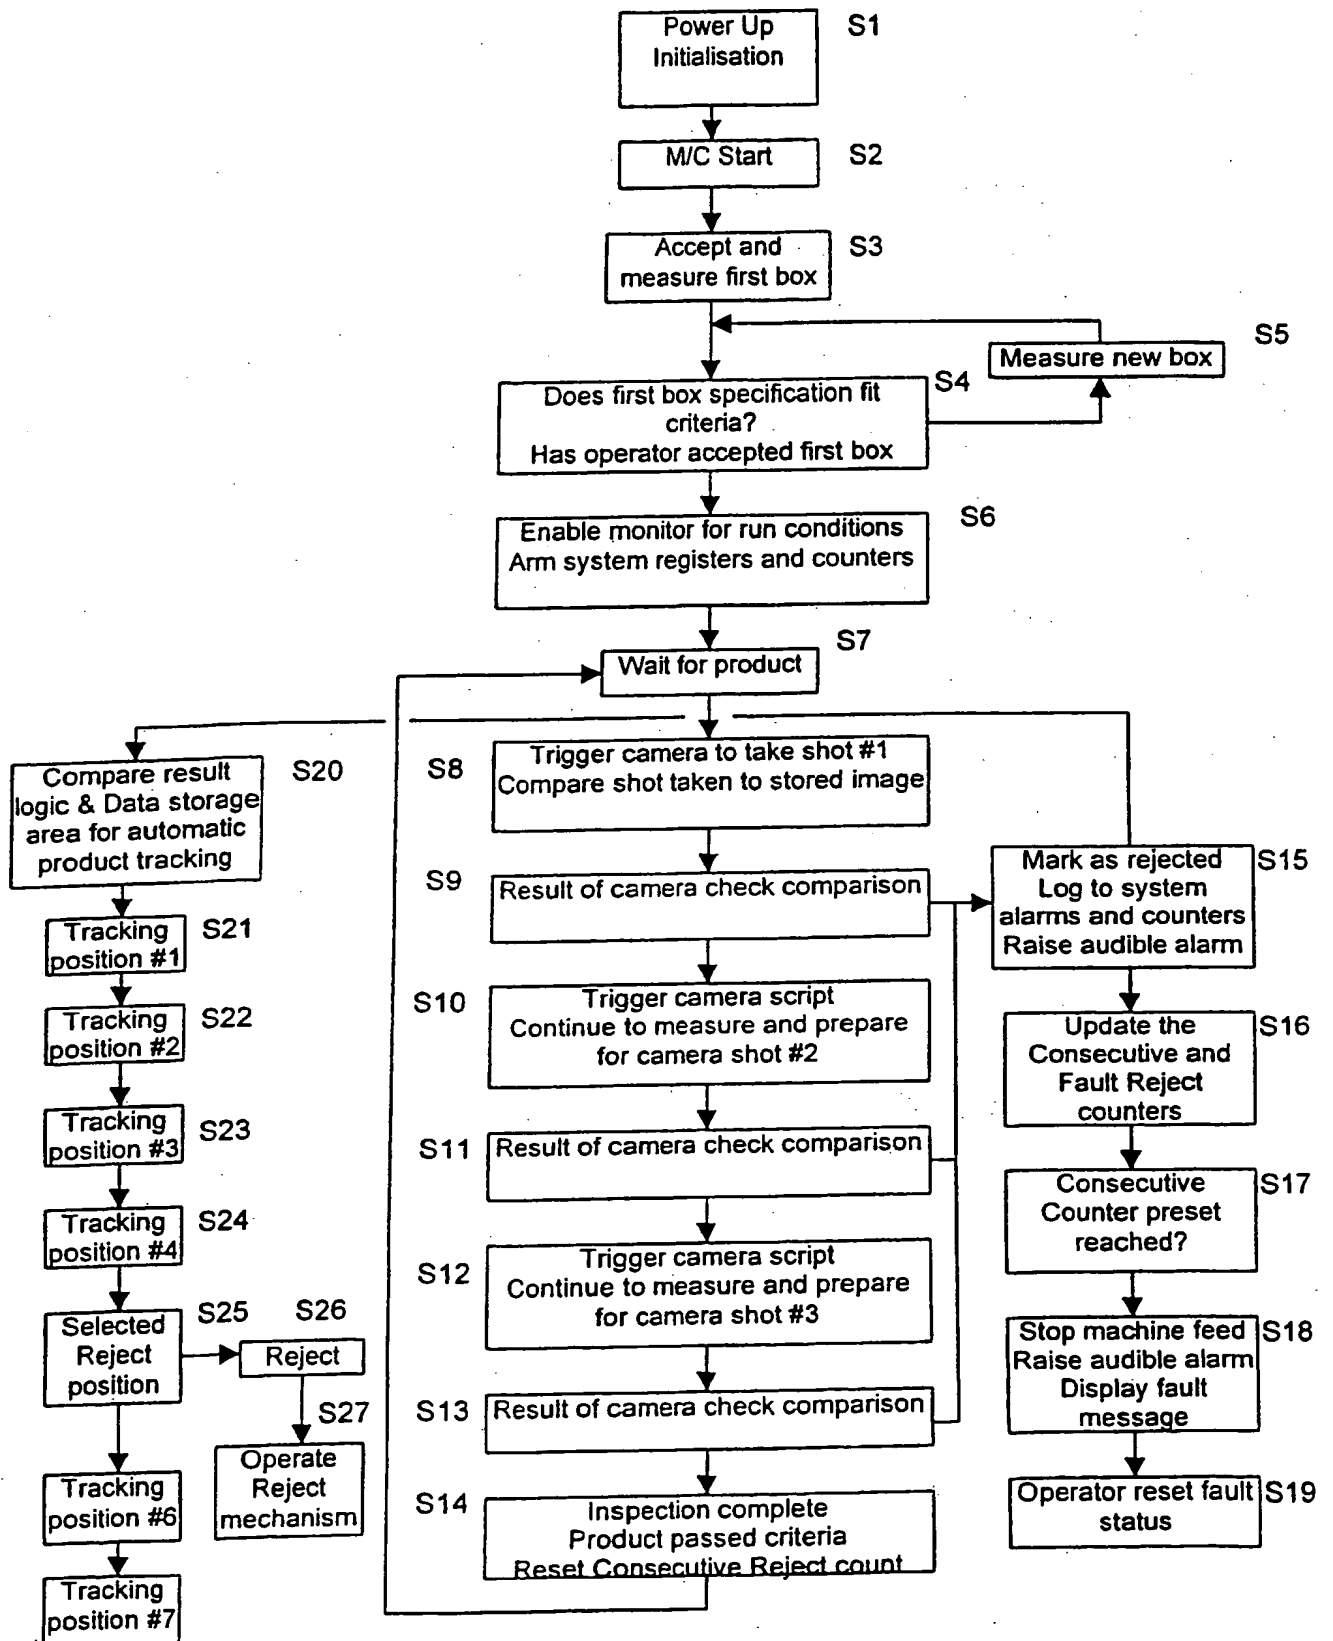 Power Up
Initialisation
S1
M/C Start
S2
Accept and
measure first box
S3
S5
Measure new box
S4
Does first box specification fit
criteria?
Has operator accepted first box
Enable monitor for run conditions
Arm system registers and counters
S6
S7
Wait for product
S8
Trigger camera to take shot #1
Compare shot taken to stored image
S9
Result of camera check comparison
S10
Trigger camera script
Continue to measure and prepare
for camera shot #2
S11
Result of camera check comparison
S12
Trigger camera script
Continue to measure and prepare
for camera shot #3
S13
Result of camera check comparison
S14
Inspection complete
Product passed criteria
Reset Consecutive Reject count
Mark as rejected
Log to system
alarms and counters
Raise audible alarm
S15
Update the
Consecutive and
Fault Reject
counters
S16
Consecutive
Counter preset
reached?
S17
Stop machine feed
Raise audible alarm
Display fault
message
S18
Operator reset fault
status
S19
Compare result
logic & Data storage
area for automatic
product tracking
S20
Tracking
position #1
S21
Tracking
position #2
S22
Tracking
position #3
S23
Tracking
position #4
S24
Selected
Reject
position
S25
S26
Reject
S27
Operate
Reject
mechanism
Tracking
position #6
Tracking
position #7